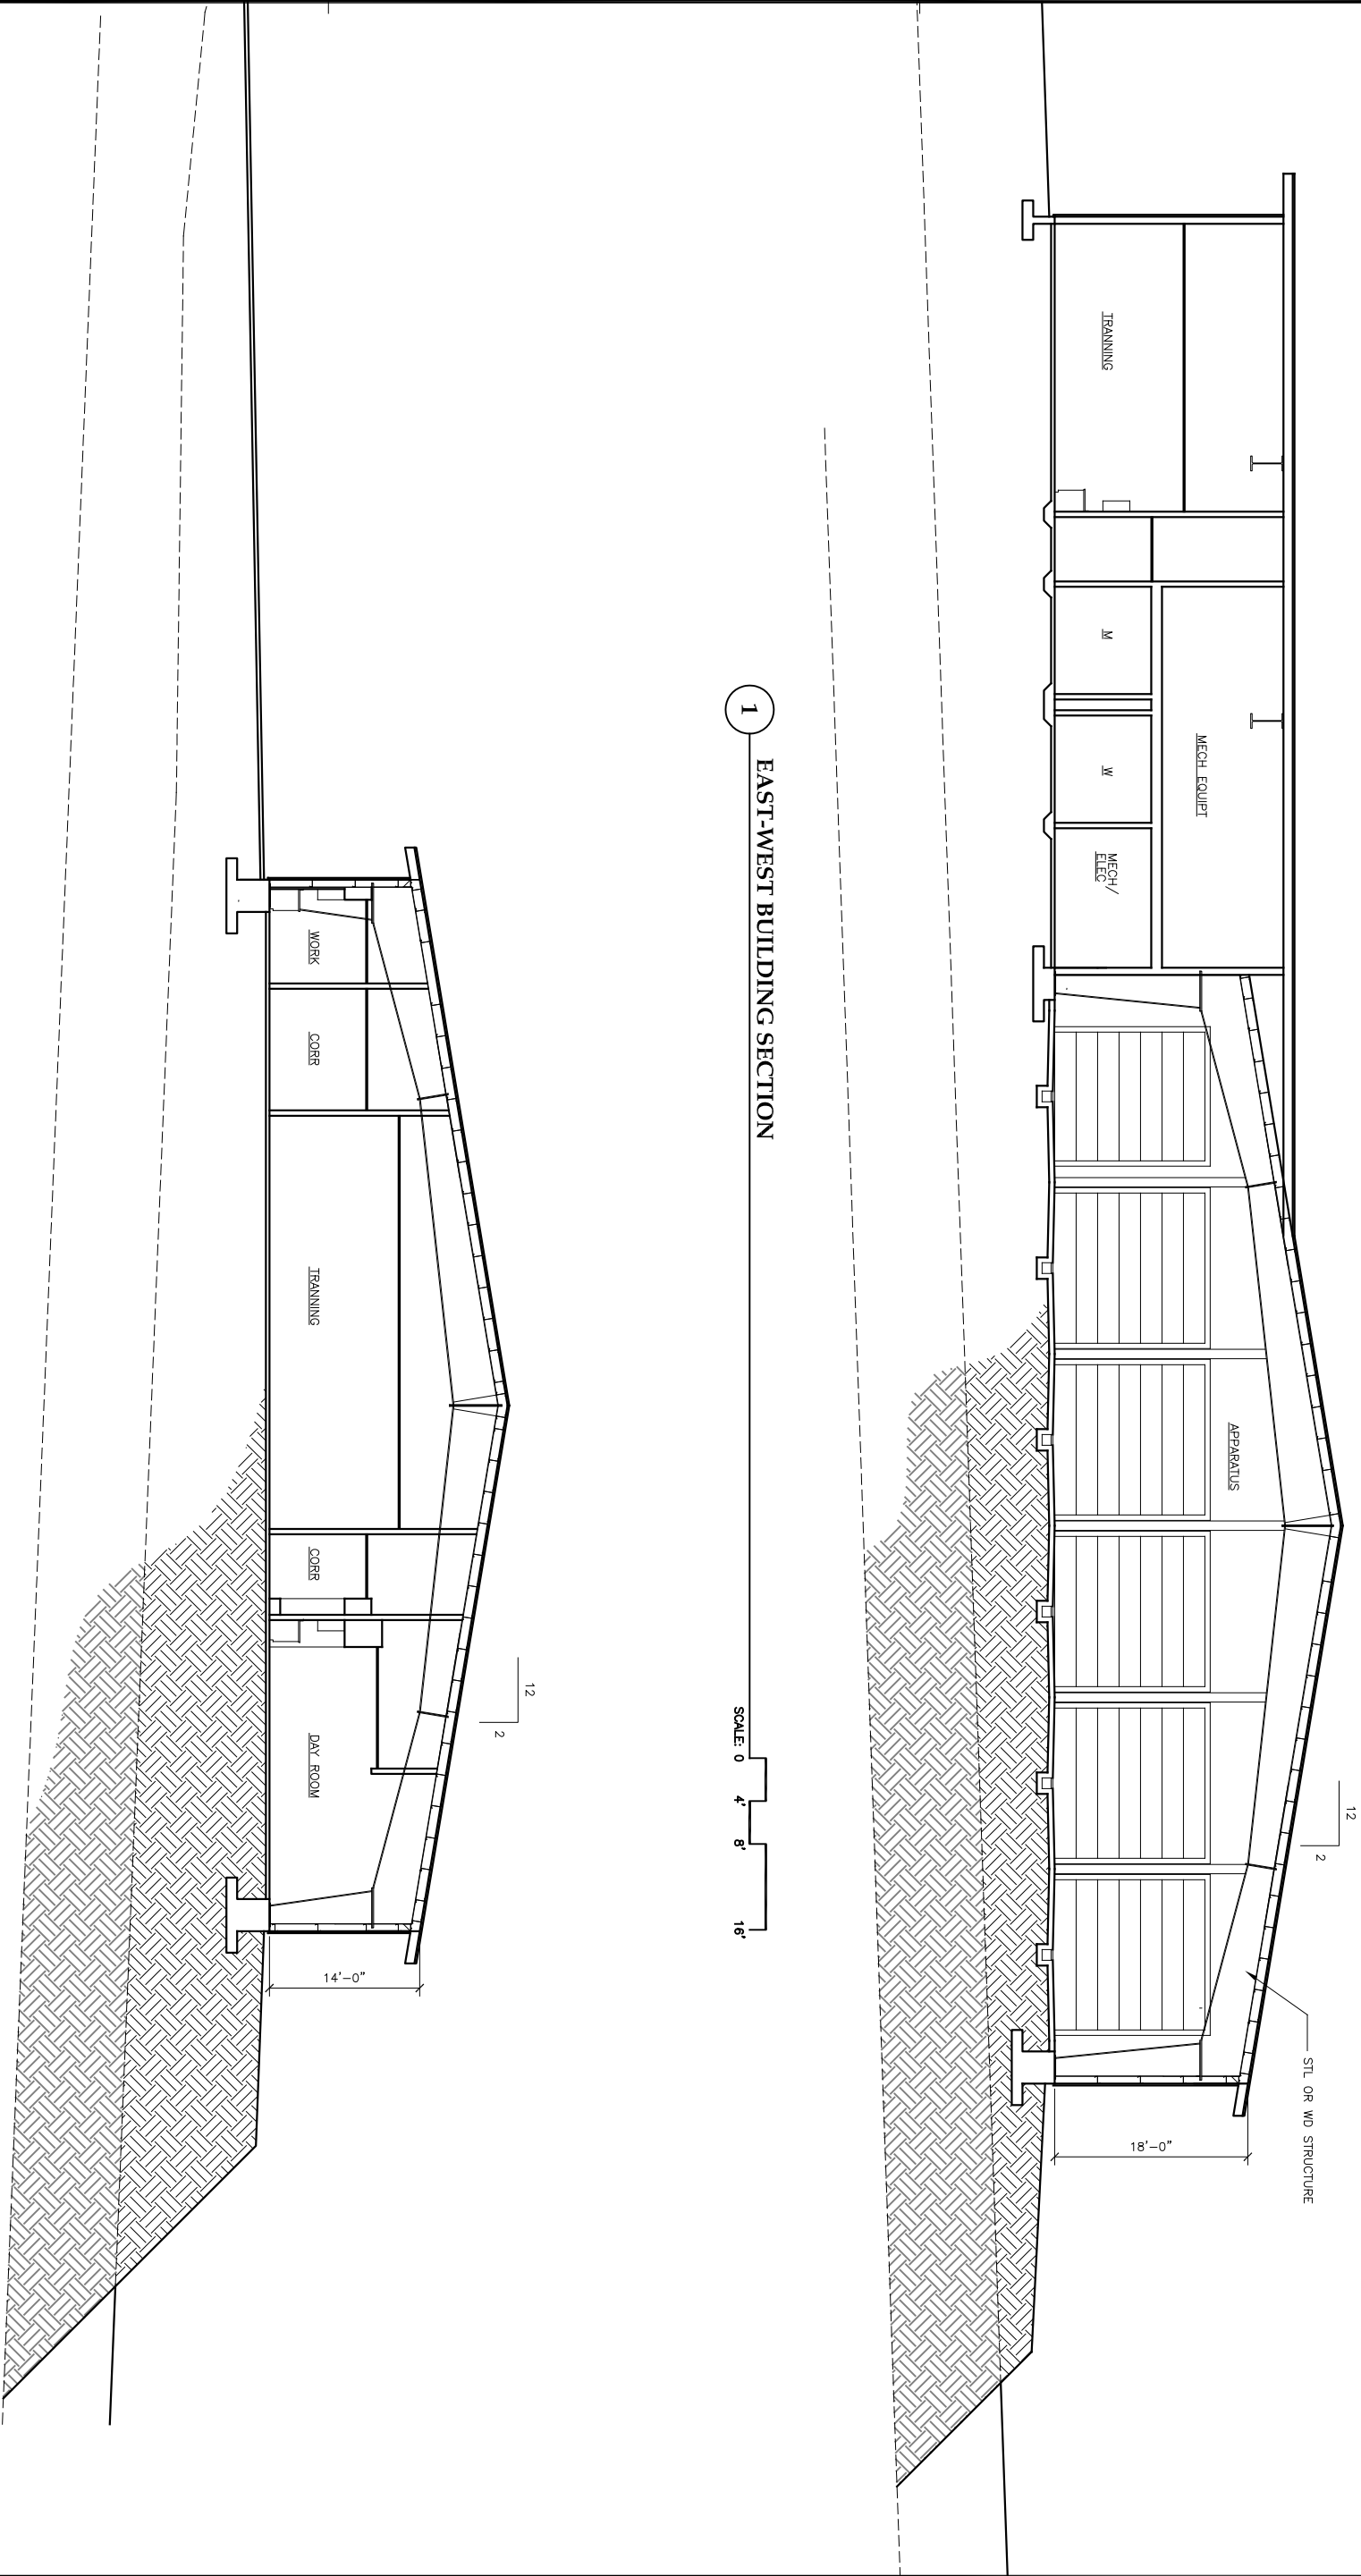 12
2
STL OR WD STRUCTURE
TRANNING
MECH EQUIPT
APPARATUS
M
W
MECH/
ELEC
18'-0"
1
EAST-WEST BUILDING SECTION
SCALE: 0 4' 8' 16'
12
2
WORK
CORR
TRANNING
CORR
DAY ROOM
14'-0"